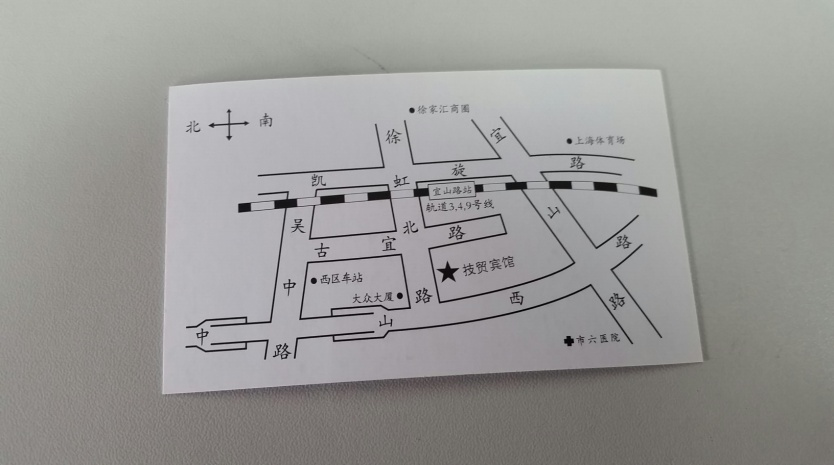 徐家汇商圈
北 南
徐
宜
上海体育场
凯旋路
虹
宜山路站
轨道3,4,9号线
吴
北
山
古宜路
路
西区车站
技贸宾馆
中
大众大厦
路
路
中山西
路
市六医院